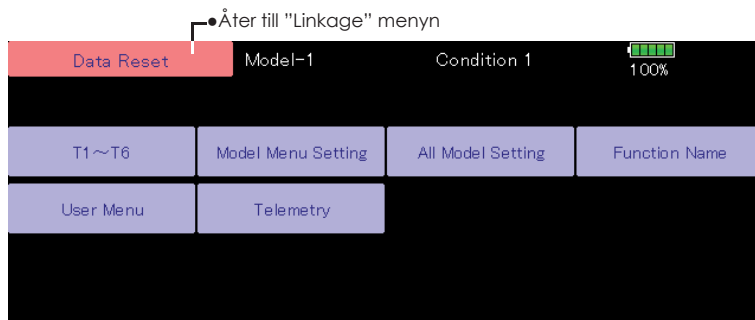 ●Åter till ”Linkage” menyn
Data Reset Model-1 Condition 1 100%
T1～T6 Model Menu Setting All Model Setting Function Name
User Menu Telemetry